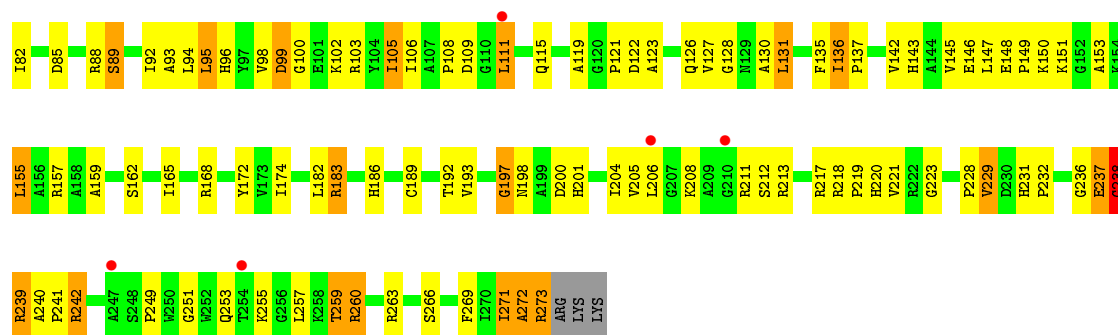 I82 D85 R88 S89 I92 A93 L94 L95 H96 Y97 V98 D99 G100 E101 K102 R103 Y104 I105 I106 A107 P108 D109 G110 L111 Q115 A119 G120 P121 D122 A123 Q126 V127 G128 N129 A130 L131 F135 I136 P137 V142 H143 A144 V145 E146 L147 E148 P149 K150 K151 G152 A153 K154
L155 A156 R157 A158 A159 S162 I165 R168 Y172 V173 I174 L182 R183 H186 C189 T192 V193 G197 N198 A199 D200 H201 I204 V205 L206 G207 K208 A209 G210 R211 S212 R213 R217 R218 P219 H220 V221 R222 G223 P228 V229 D230 H231 P232 G236 E237 G238
R239 A240 P241 R242 A247 S248 P249 W250 G251 W252 Q253 T254 K255 G256 L257 K258 T259 R260 R263 S266 F269 I270 I271 A272 R273 ARG LYS LYS